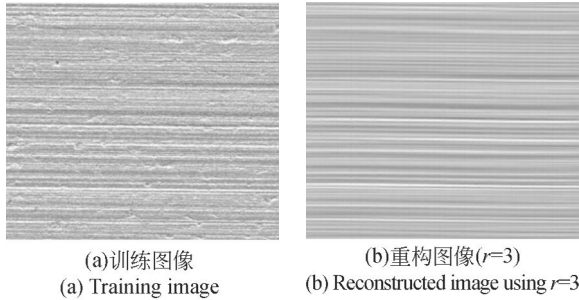 (a)训练图像
(a) Training image
(b)重构图像(r=3)
(b) Reconstructed image using r=3